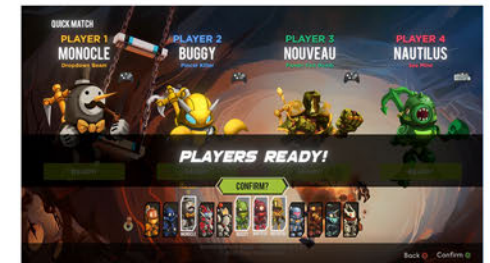 QUICK MATCH
PLAYER 1
MONOCLE
Dropdown Beam
PLAYER 2
BUGGY
PLAYER 3
NOUVEAU
PLAYER 4
NAUTILUS
PLAYERS READY!
CONFIRM?
Back
Confirm